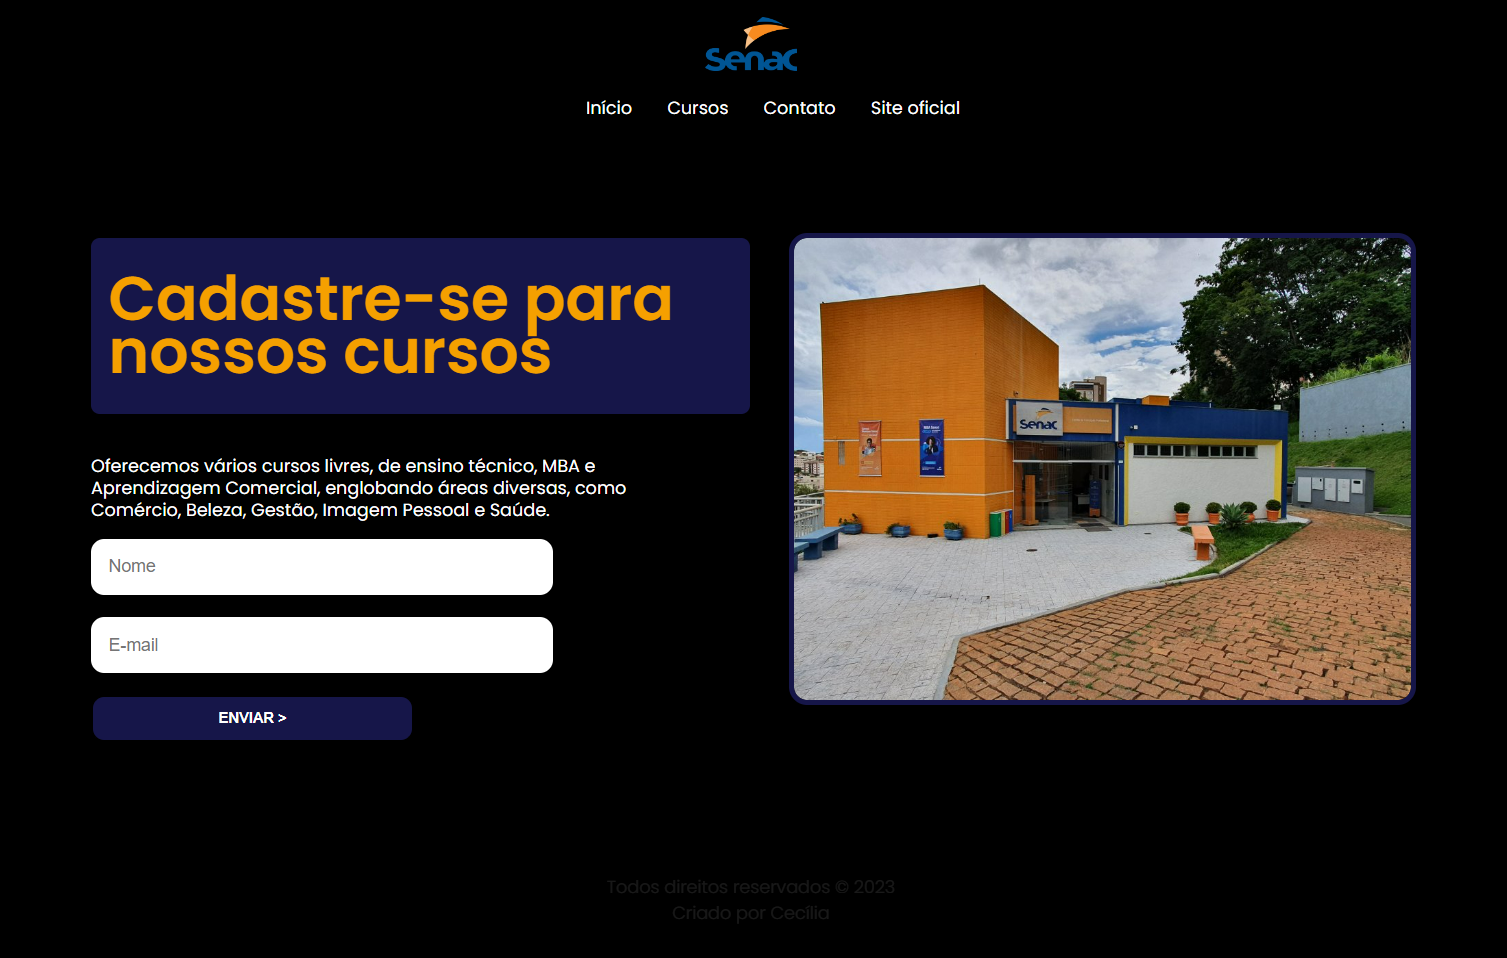 Senac
Início Cursos Contato Site oficial
Cadastre-se para
nossos cursos
Oferecemos vários cursos livres, de ensino técnico, MBA e
Aprendizagem Comercial, englobando áreas diversas, como
Comércio, Beleza, Gestão, Imagem Pessoal e Saúde.
Nome
E-mail
ENVIAR >
Senac
Todos direitos reservados © 2023
Criado por Cecília